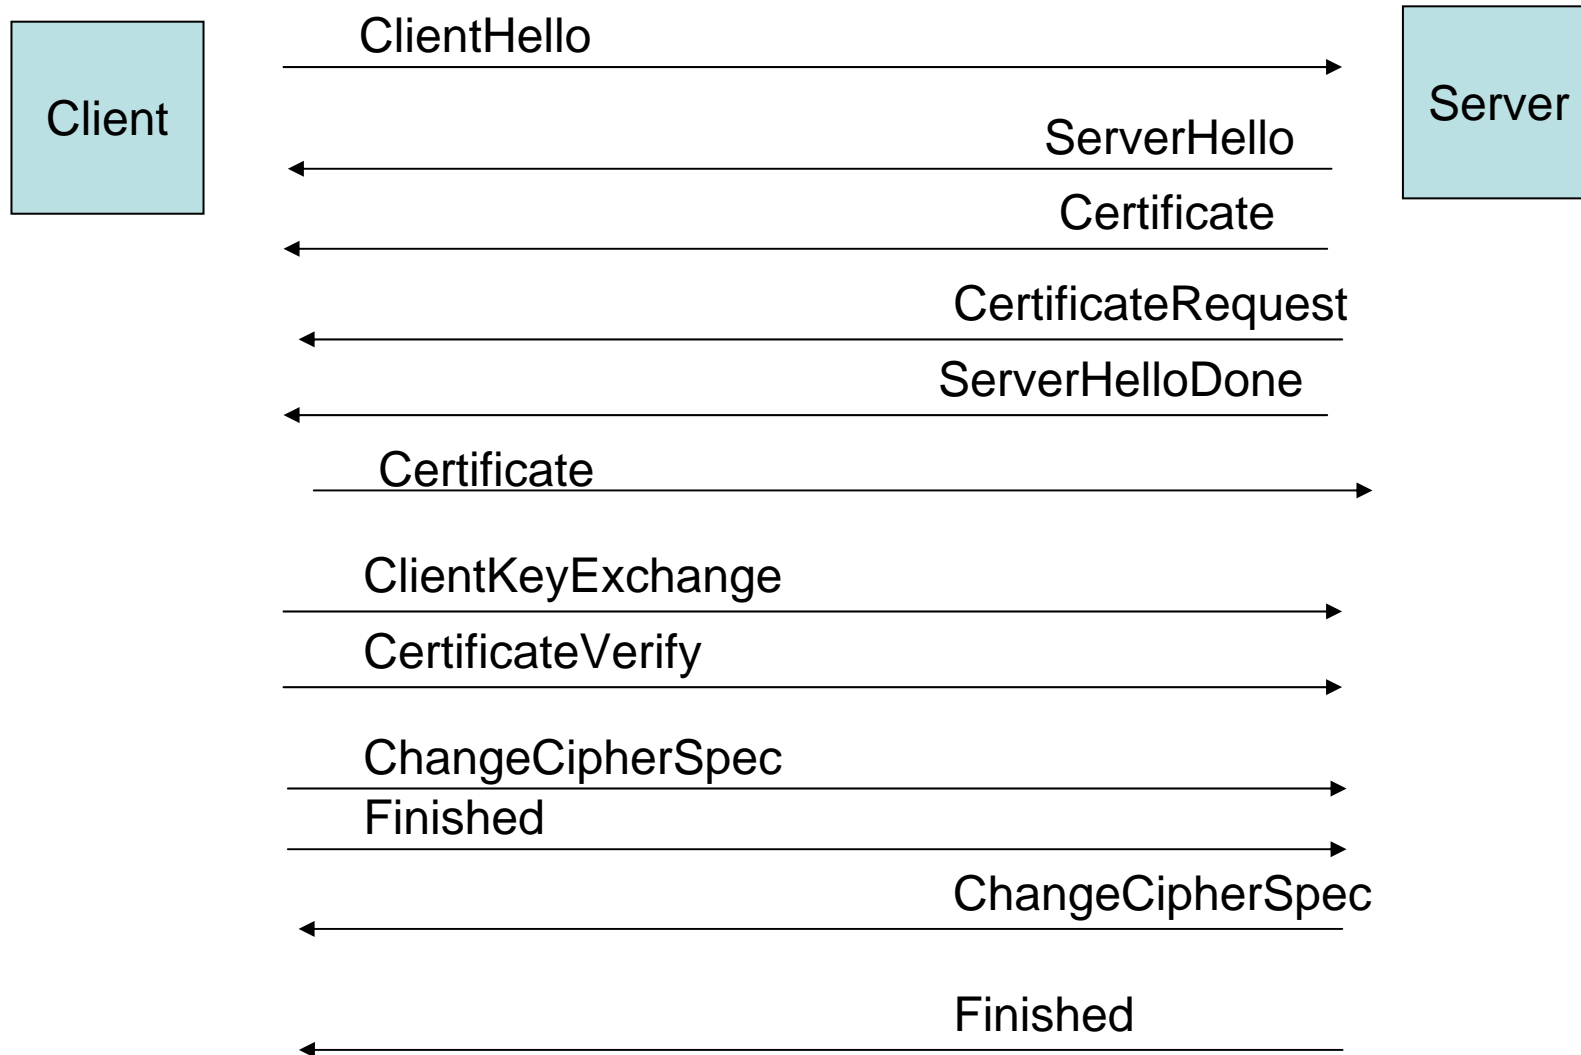 ClientHello
Client
Server
ServerHello
Certificate
CertificateRequest
ServerHelloDone
Certificate
ClientKeyExchange
CertificateVerify
ChangeCipherSpec
Finished
ChangeCipherSpec
Finished